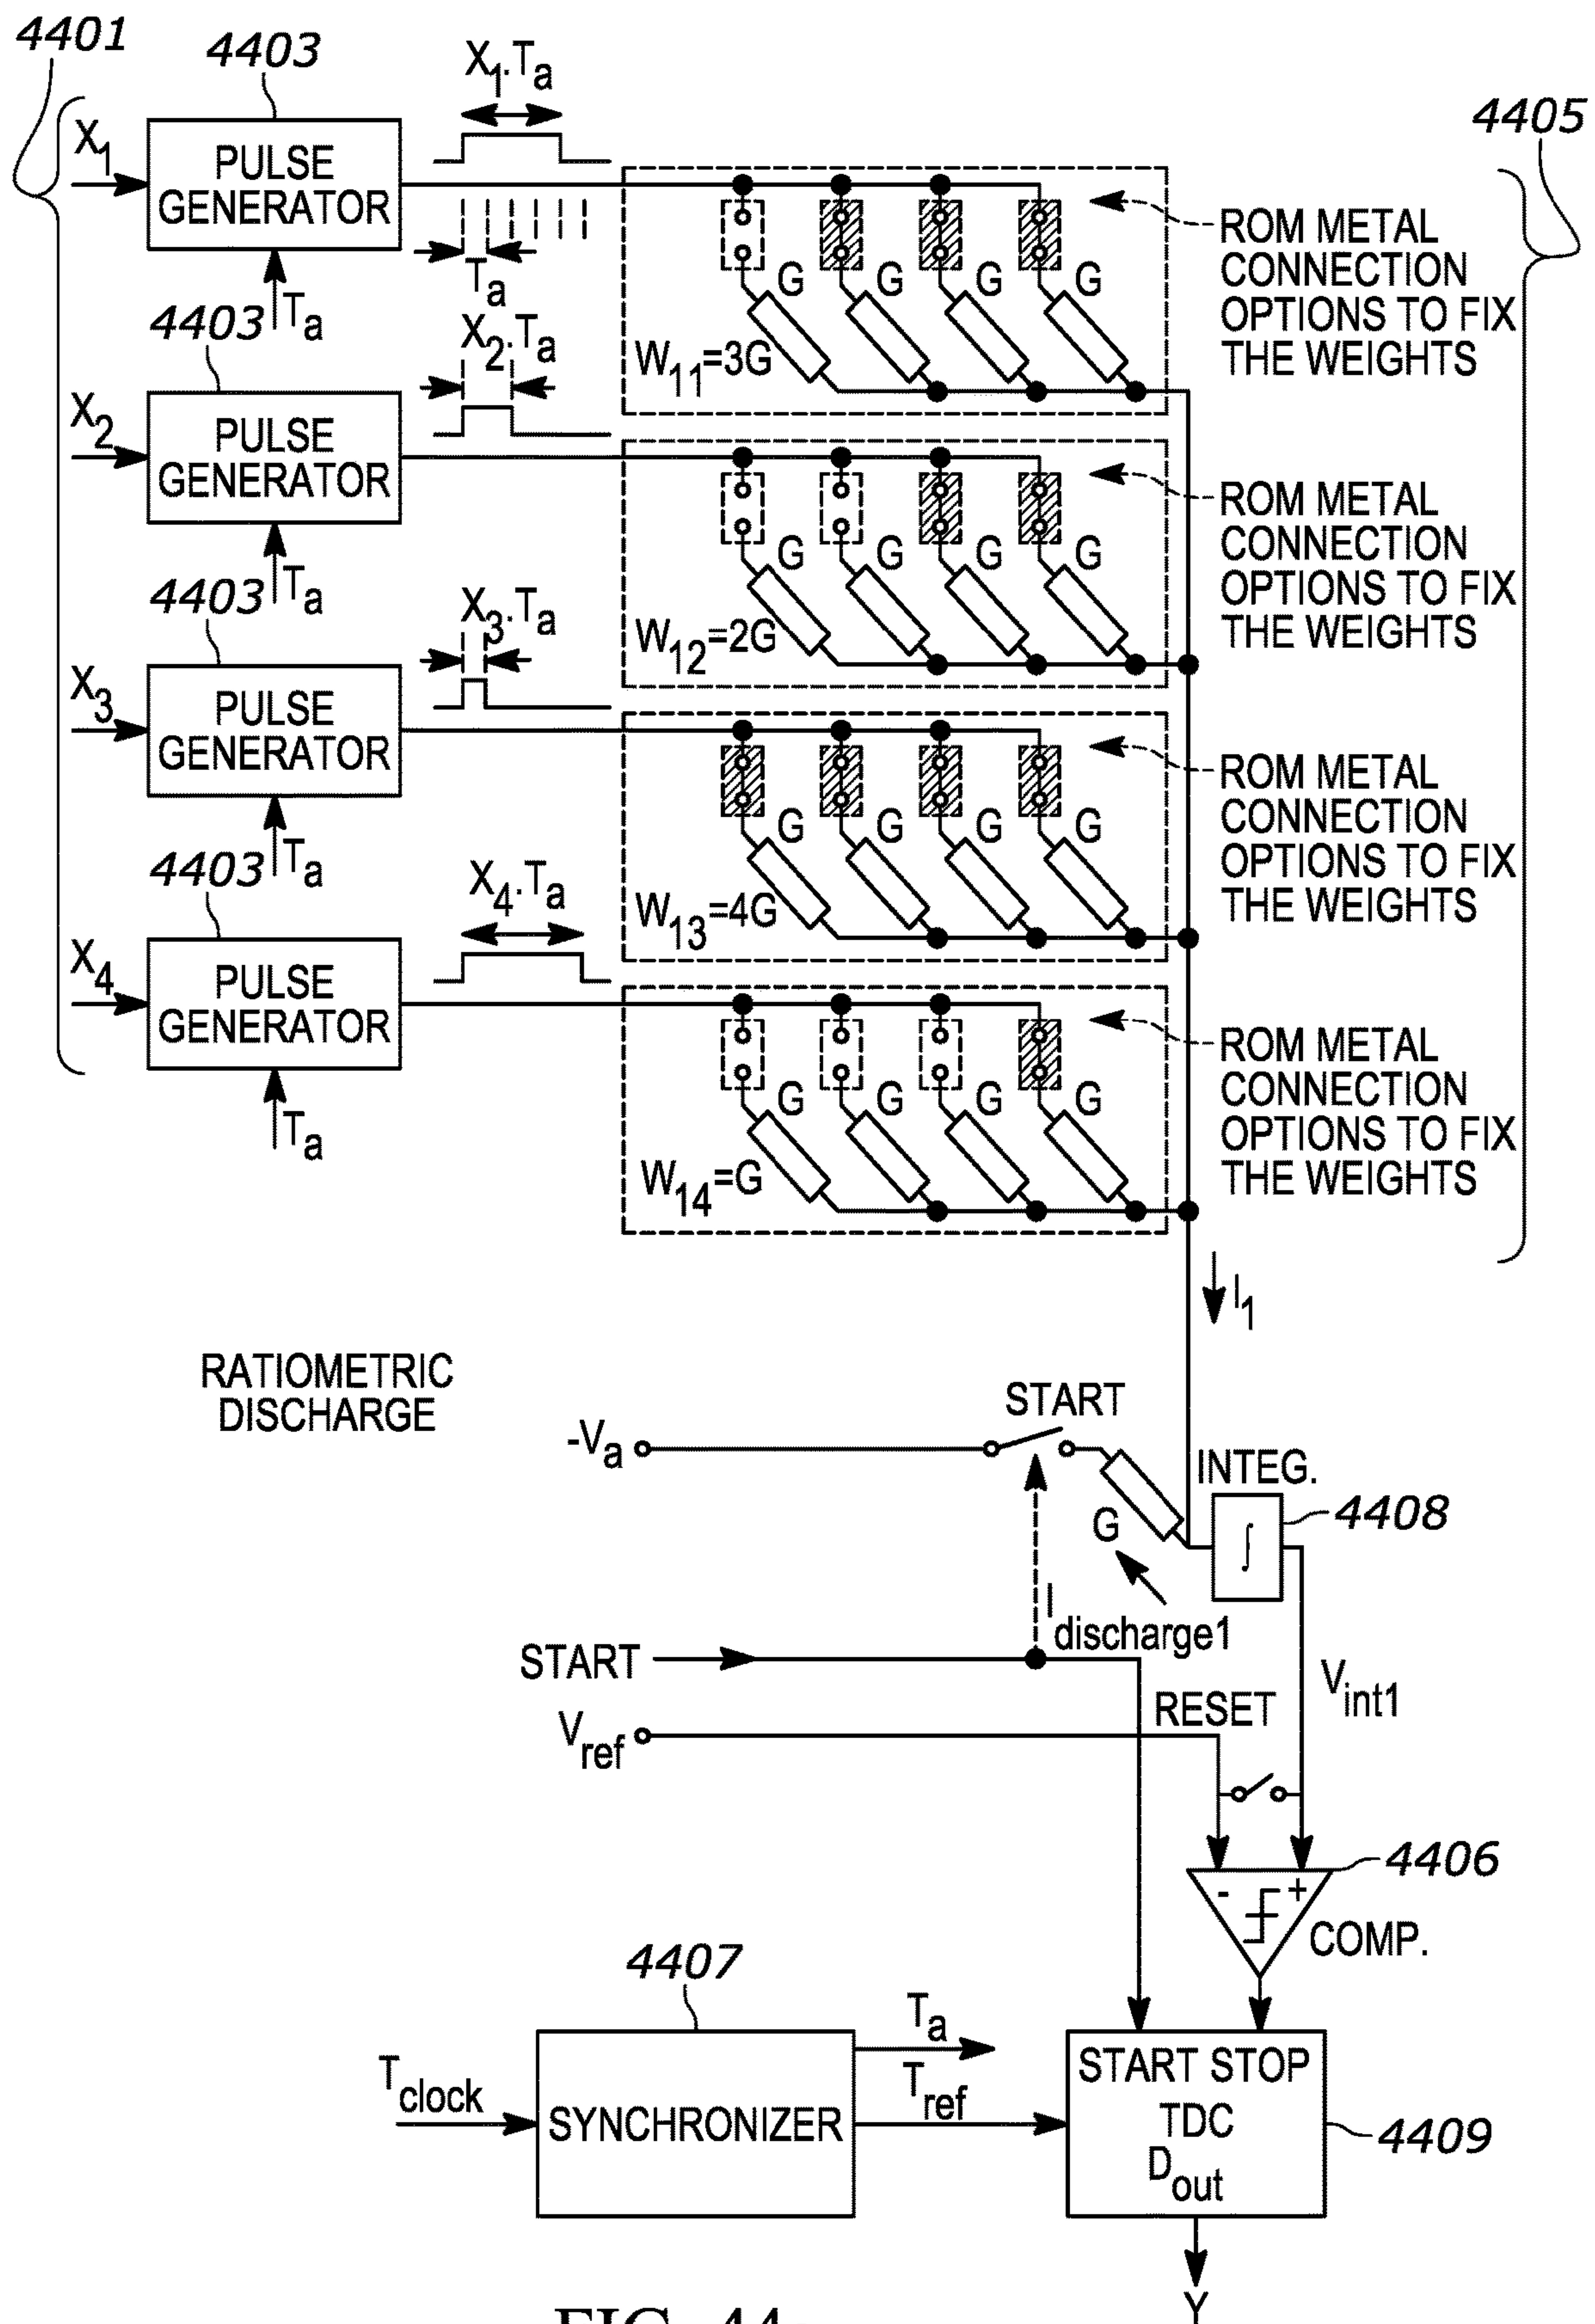 4401
4403
X1.Ta
4405
X1
PULSE
GENERATOR
Ta
Ta
G G G G
W11=3G
ROM METAL
CONNECTION
OPTIONS TO FIX
THE WEIGHTS
4403
X2.Ta
X2
PULSE
GENERATOR
Ta
G G G G
W12=2G
ROM METAL
CONNECTION
OPTIONS TO FIX
THE WEIGHTS
4403
X3.Ta
X3
PULSE
GENERATOR
Ta
G G G G
W13=4G
ROM METAL
CONNECTION
OPTIONS TO FIX
THE WEIGHTS
4403
X4.Ta
X4
PULSE
GENERATOR
Ta
G G G G
W14=G
ROM METAL
CONNECTION
OPTIONS TO FIX
THE WEIGHTS
I1
RATIOMETRIC
DISCHARGE
START
-Va
INTEG.
∫
4408
G
Idischarge1
START
Vint1
RESET
Vref
4406
- +
COMP.
4407
Ta
Tclock
SYNCHRONIZER
Tref
START STOP
TDC
Dout
4409
Y
FIG. 44